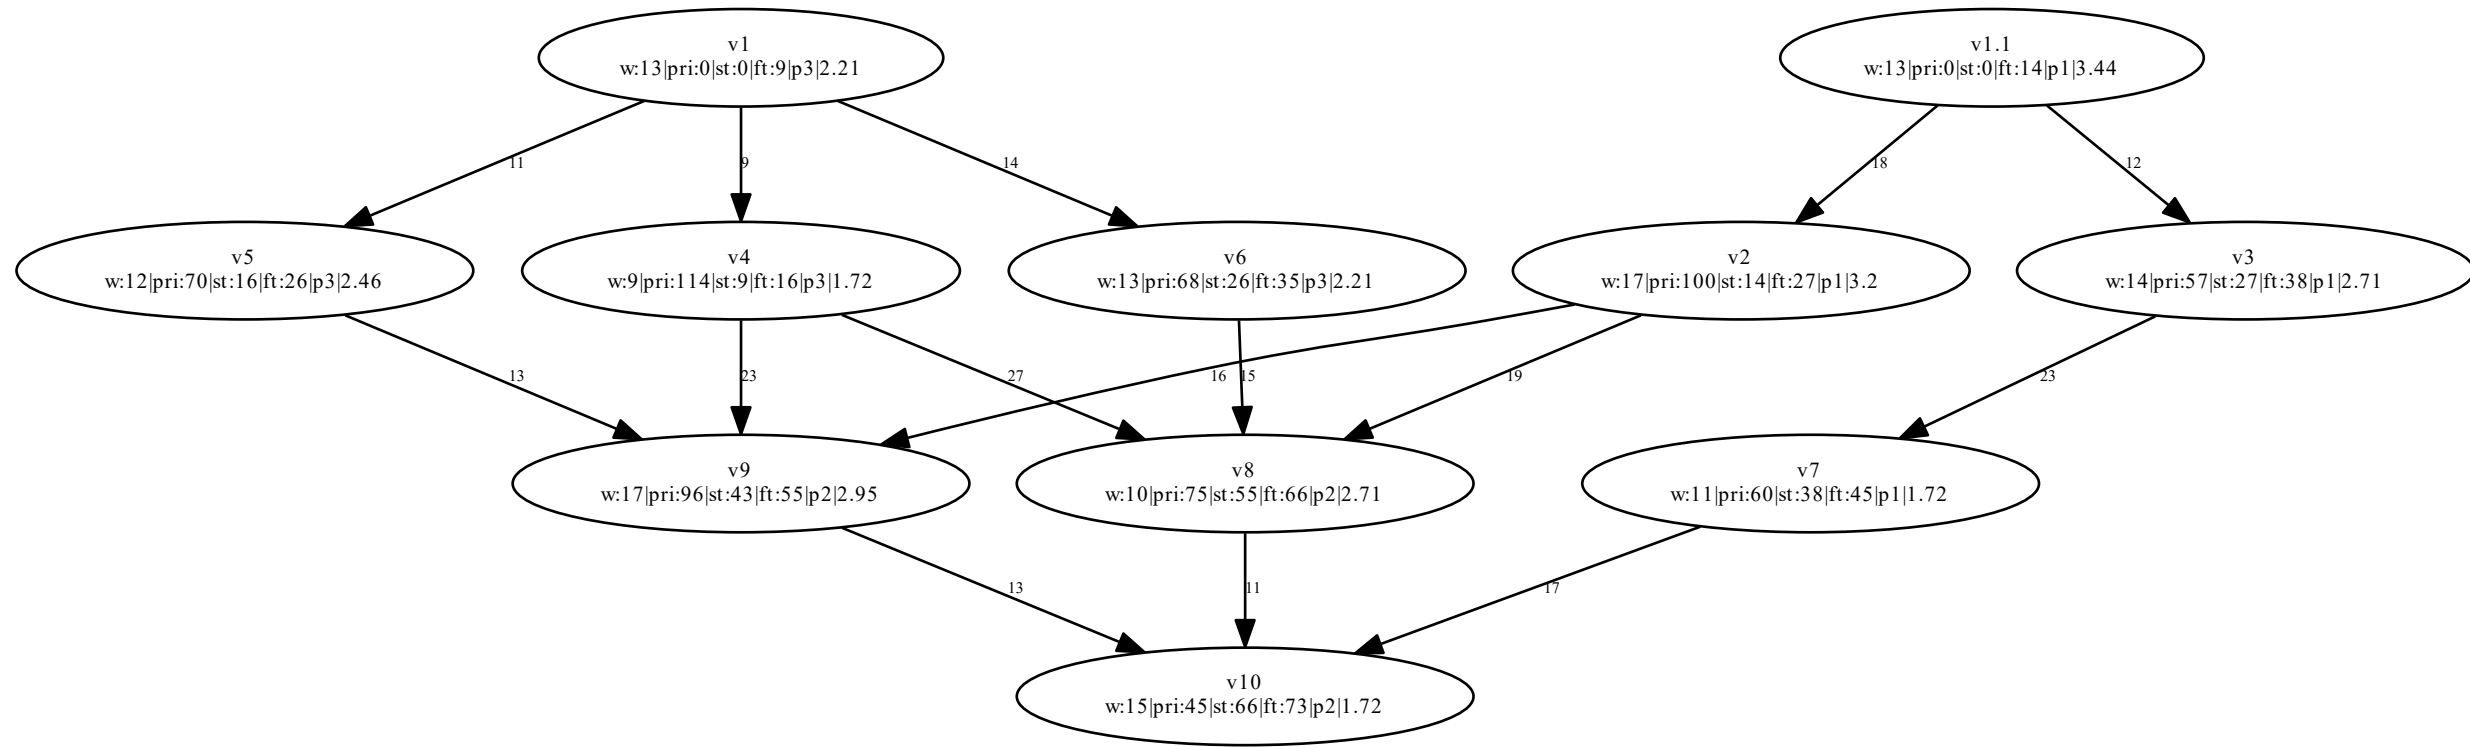 v1
w:13|pri:0|st:0|ft:9|p3|2.21
v1.1
w:13|pri:0|st:0|ft:14|p1|3.44
11
9
14
18
12
v5
w:12|pri:70|st:16|ft:26|p3|2.46
v4
w:9|pri:114|st:9|ft:16|p3|1.72
v6
w:13|pri:68|st:26|ft:35|p3|2.21
v2
w:17|pri:100|st:14|ft:27|p1|3.2
v3
w:14|pri:57|st:27|ft:38|p1|2.71
13
23
27
16
15
19
23
v9
w:17|pri:96|st:43|ft:55|p2|2.95
v8
w:10|pri:75|st:55|ft:66|p2|2.71
v7
w:11|pri:60|st:38|ft:45|p1|1.72
13
11
17
v10
w:15|pri:45|st:66|ft:73|p2|1.72